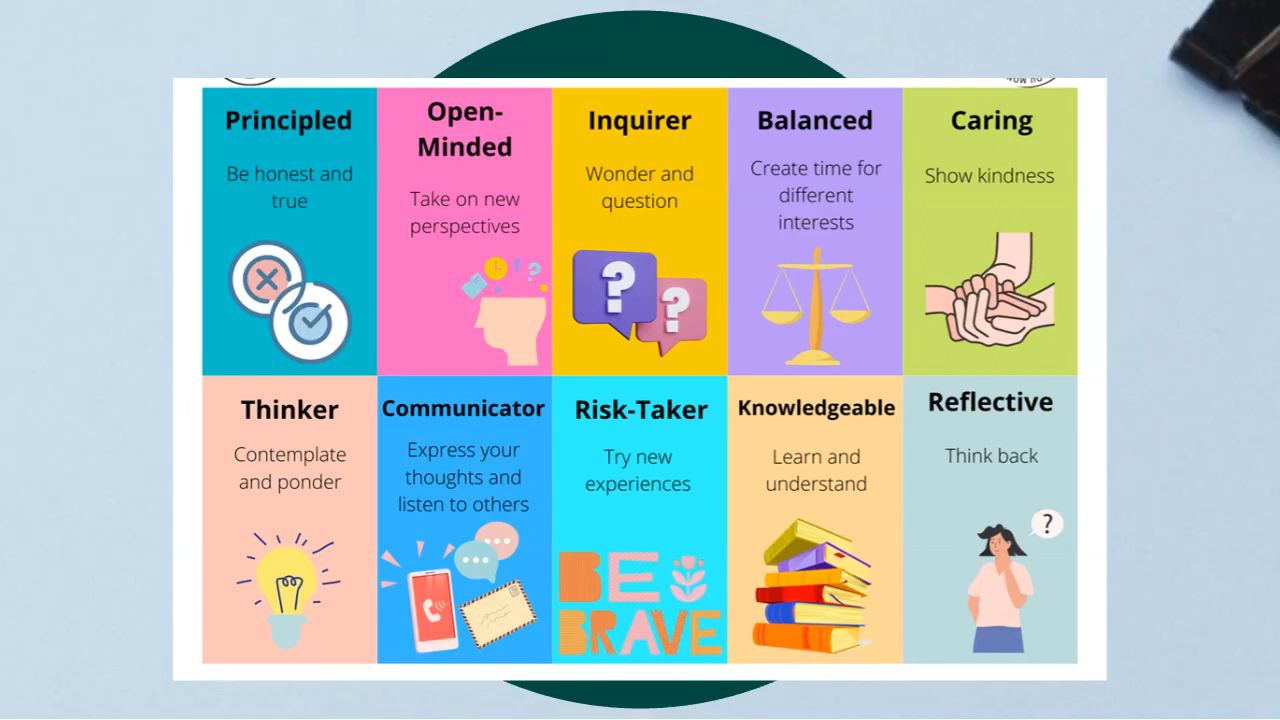 Principled
Be honest and
true
Open-
Minded
Take on new
perspectives
Inquirer
Wonder and
question
? ?
Balanced
Create time for
different
interests
Caring
Show kindness
Thinker
Contemplate
and ponder
Communicator
Express your
thoughts and
listen to others
Risk-Taker
Try new
experiences
BE
BRAVE
Knowledgeable
Learn and
understand
Reflective
Think back
?